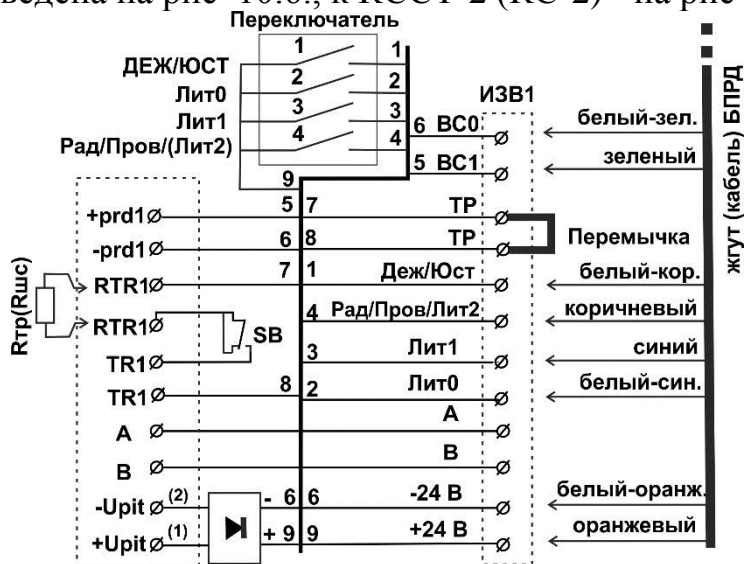 ведена на рис 10.6., к КССТ-2 (RS-2) - на рис
Переключатель
1 1
ДЕЖ/ЮСТ
2 2
Лит0
3 3
Лит1
4 4
Рад/Пров/(Лит2)
9
ИЗВ1
6 ВС0 белый-зел.
5 ВС1 зеленый
+prd1 5 7 ТР
-prd1 6 8 ТР
Перемычка
RTR1 7 1 Деж/Юст белый-кор.
RTR1 4 Рад/Пров/Лит2 коричневый
SB
TR1 3 Лит1 синий
TR1 8 2 Лит0 белый-син.
A А
B В
-Upit (2) - 6 6 -24 В белый-оранж.
+Upit (1) + 9 9 +24 В оранжевый
Rтр(Rшс)
жгут (кабель) БПРД